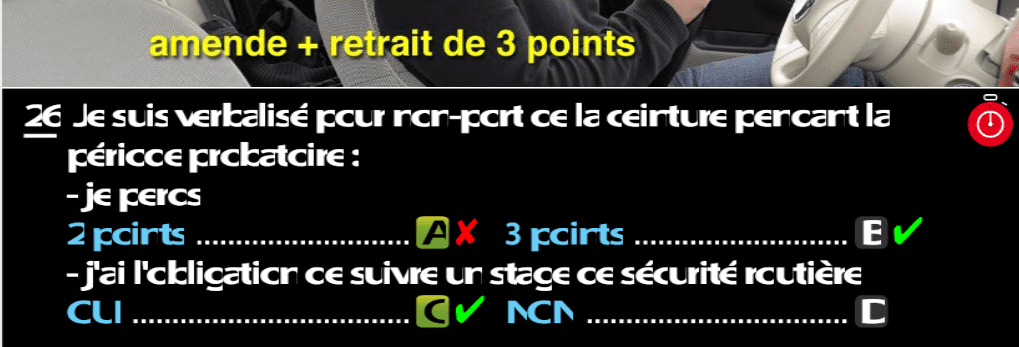 amende + retrait de 3 points
26 Je suis verbalisé pour non-port de la ceinture pendant la
période probatoire :
- je perds
2 points ........................... A ✘ 3 points ........................... B ✔
- j'ai l'obligation de suivre un stage de sécurité routière
OUI ................................... C ✔ NON ................................. D